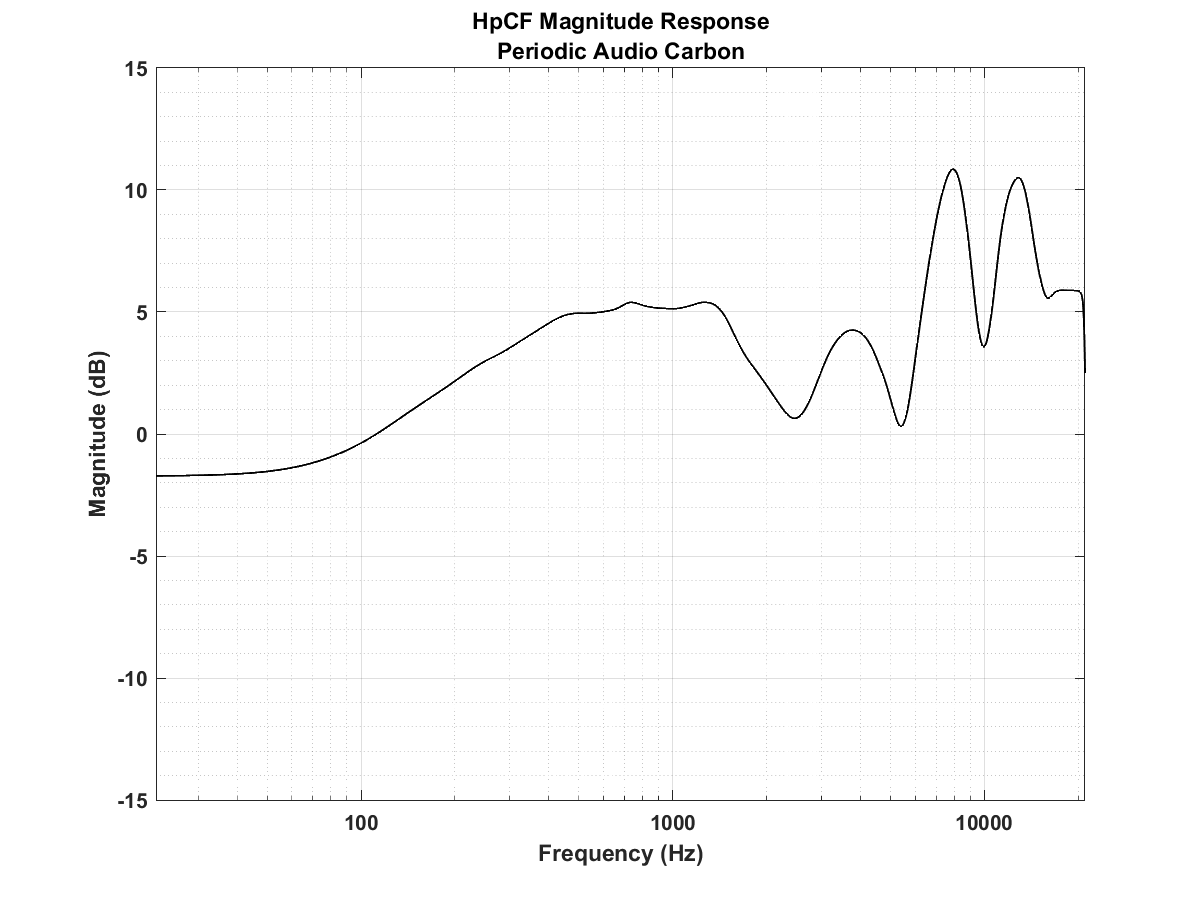 HpCF Magnitude Response
Periodic Audio Carbon
15
10
5
0
-5
-10
-15
Magnitude (dB)
100
1000
10000
Frequency (Hz)